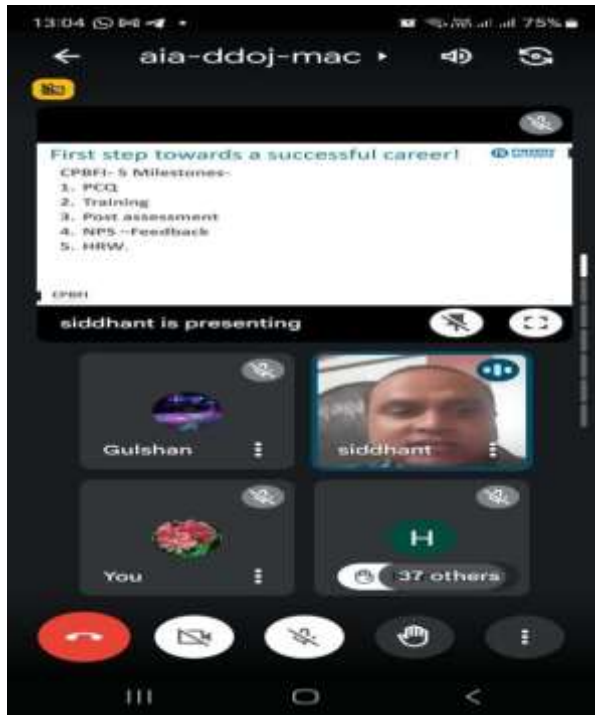 13:04
75%
aia-ddoj-mac
First step towards a successful career!
CPBFI- 5 Milestones-
1. PCQ
2. Training
3. Post assessment
4. NPS -Feedback
5. HRW.
CPBFI
siddhant is presenting
Gulshan
siddhant
You
H
37 others